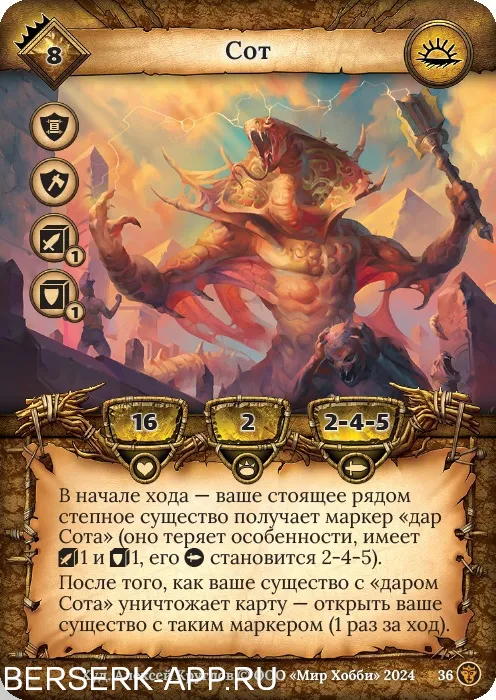 8
Сот
1
1
16
2
2-4-5
В начале хода — ваше стоящее рядом
степное существо получает маркер «дар
Сота» (оно теряет особенности, имеет
1 и 1, его становится 2-4-5).
После того, как ваше существо с «даром
Сота» уничтожает карту — открыть ваше
существо с таким маркером (1 раз за ход).
ООО «Мир Хобби» 2024 36
BERSERK-APP.RU